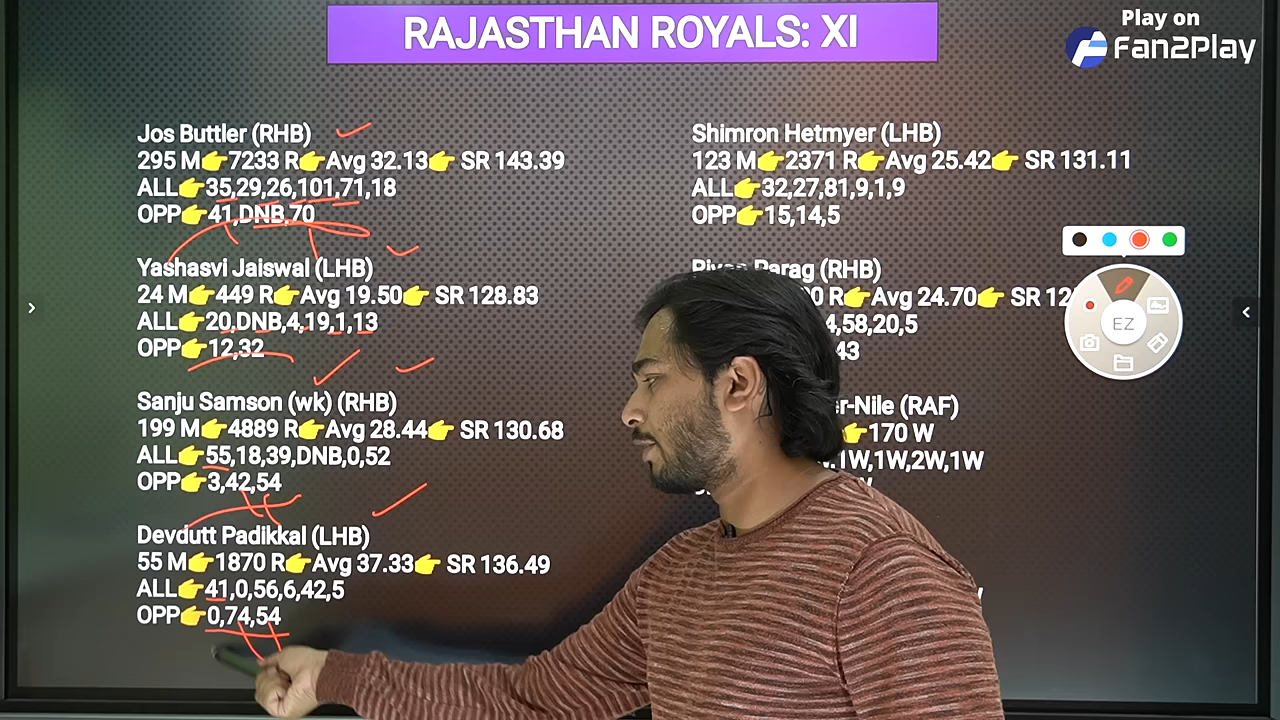 RAJASTHAN ROYALS: XI
Play on
Fan2Play
Jos Buttler (RHB)
295 M👉7233 R👉Avg 32.13👉 SR 143.39
ALL👉35,29,26,101,71,18
OPP👉41,DNB,70
Yashasvi Jaiswal (LHB)
24 M👉449 R👉Avg 19.50👉 SR 128.83
ALL👉20,DNB,4,19,1,13
OPP👉12,32
Sanju Samson (wk) (RHB)
199 M👉4889 R👉Avg 28.44👉 SR 130.68
ALL👉55,18,39,DNB,0,52
OPP👉3,42,54
Devdutt Padikkal (LHB)
55 M👉1870 R👉Avg 37.33👉 SR 136.49
ALL👉41,0,56,6,42,5
OPP👉0,74,54
Shimron Hetmyer (LHB)
123 M👉2371 R👉Avg 25.42👉 SR 131.11
ALL👉32,27,81,9,1,9
OPP👉15,14,5
Parag (RHB)
0 R👉Avg 24.70👉 SR
4,58,20,5
43
er-Nile (RAF)
👉170 W
,1W,1W,2W,1W
EZ